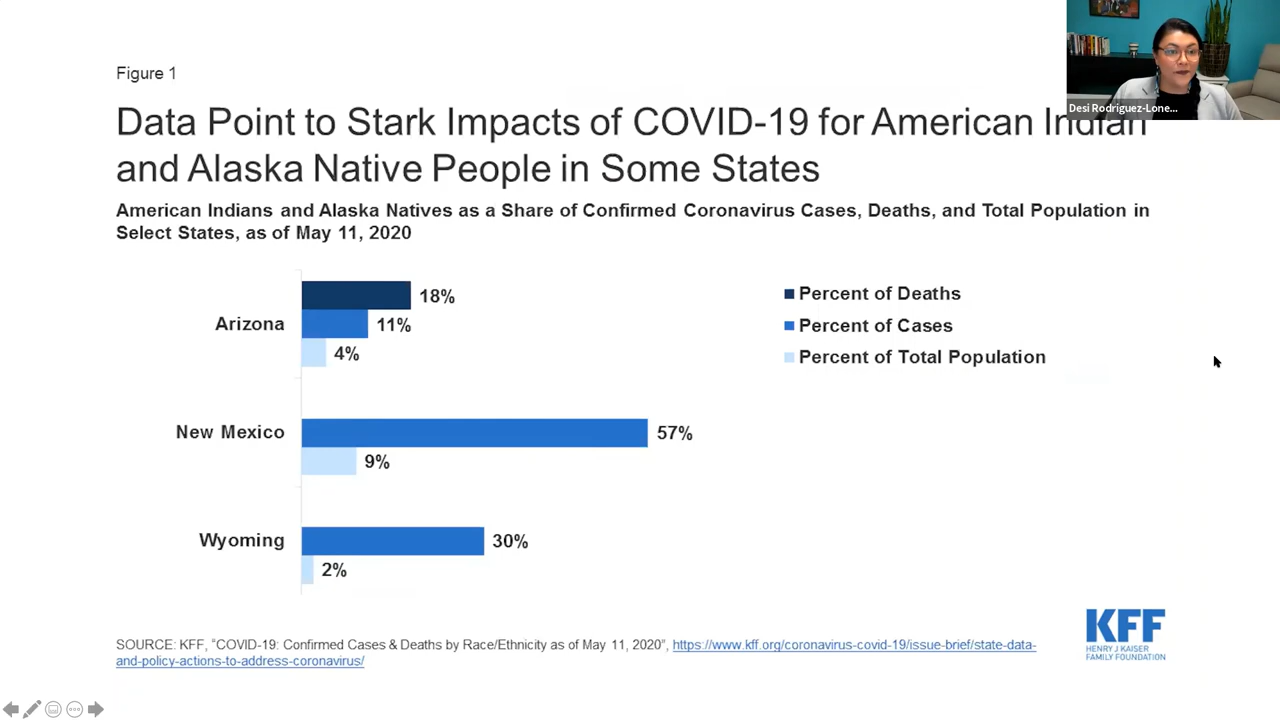 Figure 1
Desi Rodriguez-Lone...
Data Point to Stark Impacts of COVID-19 for American Indian
and Alaska Native People in Some States
American Indians and Alaska Natives as a Share of Confirmed Coronavirus Cases, Deaths, and Total Population in
Select States, as of May 11, 2020
Percent of Deaths
Percent of Cases
Percent of Total Population
Arizona
18%
11%
4%
New Mexico
57%
9%
Wyoming
30%
2%
SOURCE: KFF, “COVID-19: Confirmed Cases & Deaths by Race/Ethnicity as of May 11, 2020”, https://www.kff.org/coronavirus-covid-19/issue-brief/state-data-
and-policy-actions-to-address-coronavirus/
KFF
HENRY J KAISER
FAMILY FOUNDATION